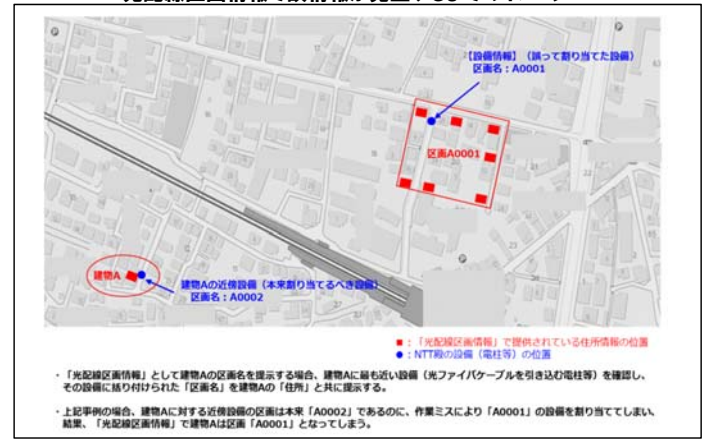 【設備情報】（誤って割り当てた設備）
区画名：A0001
区画A0001
建物A
建物Aの近傍設備（本来割り当てるべき設備）
区画名：A0002
■：「光配線区画情報」で提供されている住所情報の位置
●：NTT殿の設備（電柱等）の位置
・「光配線区画情報」として建物Aの区画名を提示する場合、建物Aに最も近い設備（光ファイバケーブルを引き込む電柱等）を確認し、
その設備に括り付けられた「区画名」を建物Aの「住所」と共に提示する。
・上記事例の場合、建物Aに対する近傍設備の区画は本来「A0002」であるのに、作業ミスにより「A0001」の設備を割り当ててしまい、
結果、「光配線区画情報」で建物Aは区画「A0001」となってしまう。